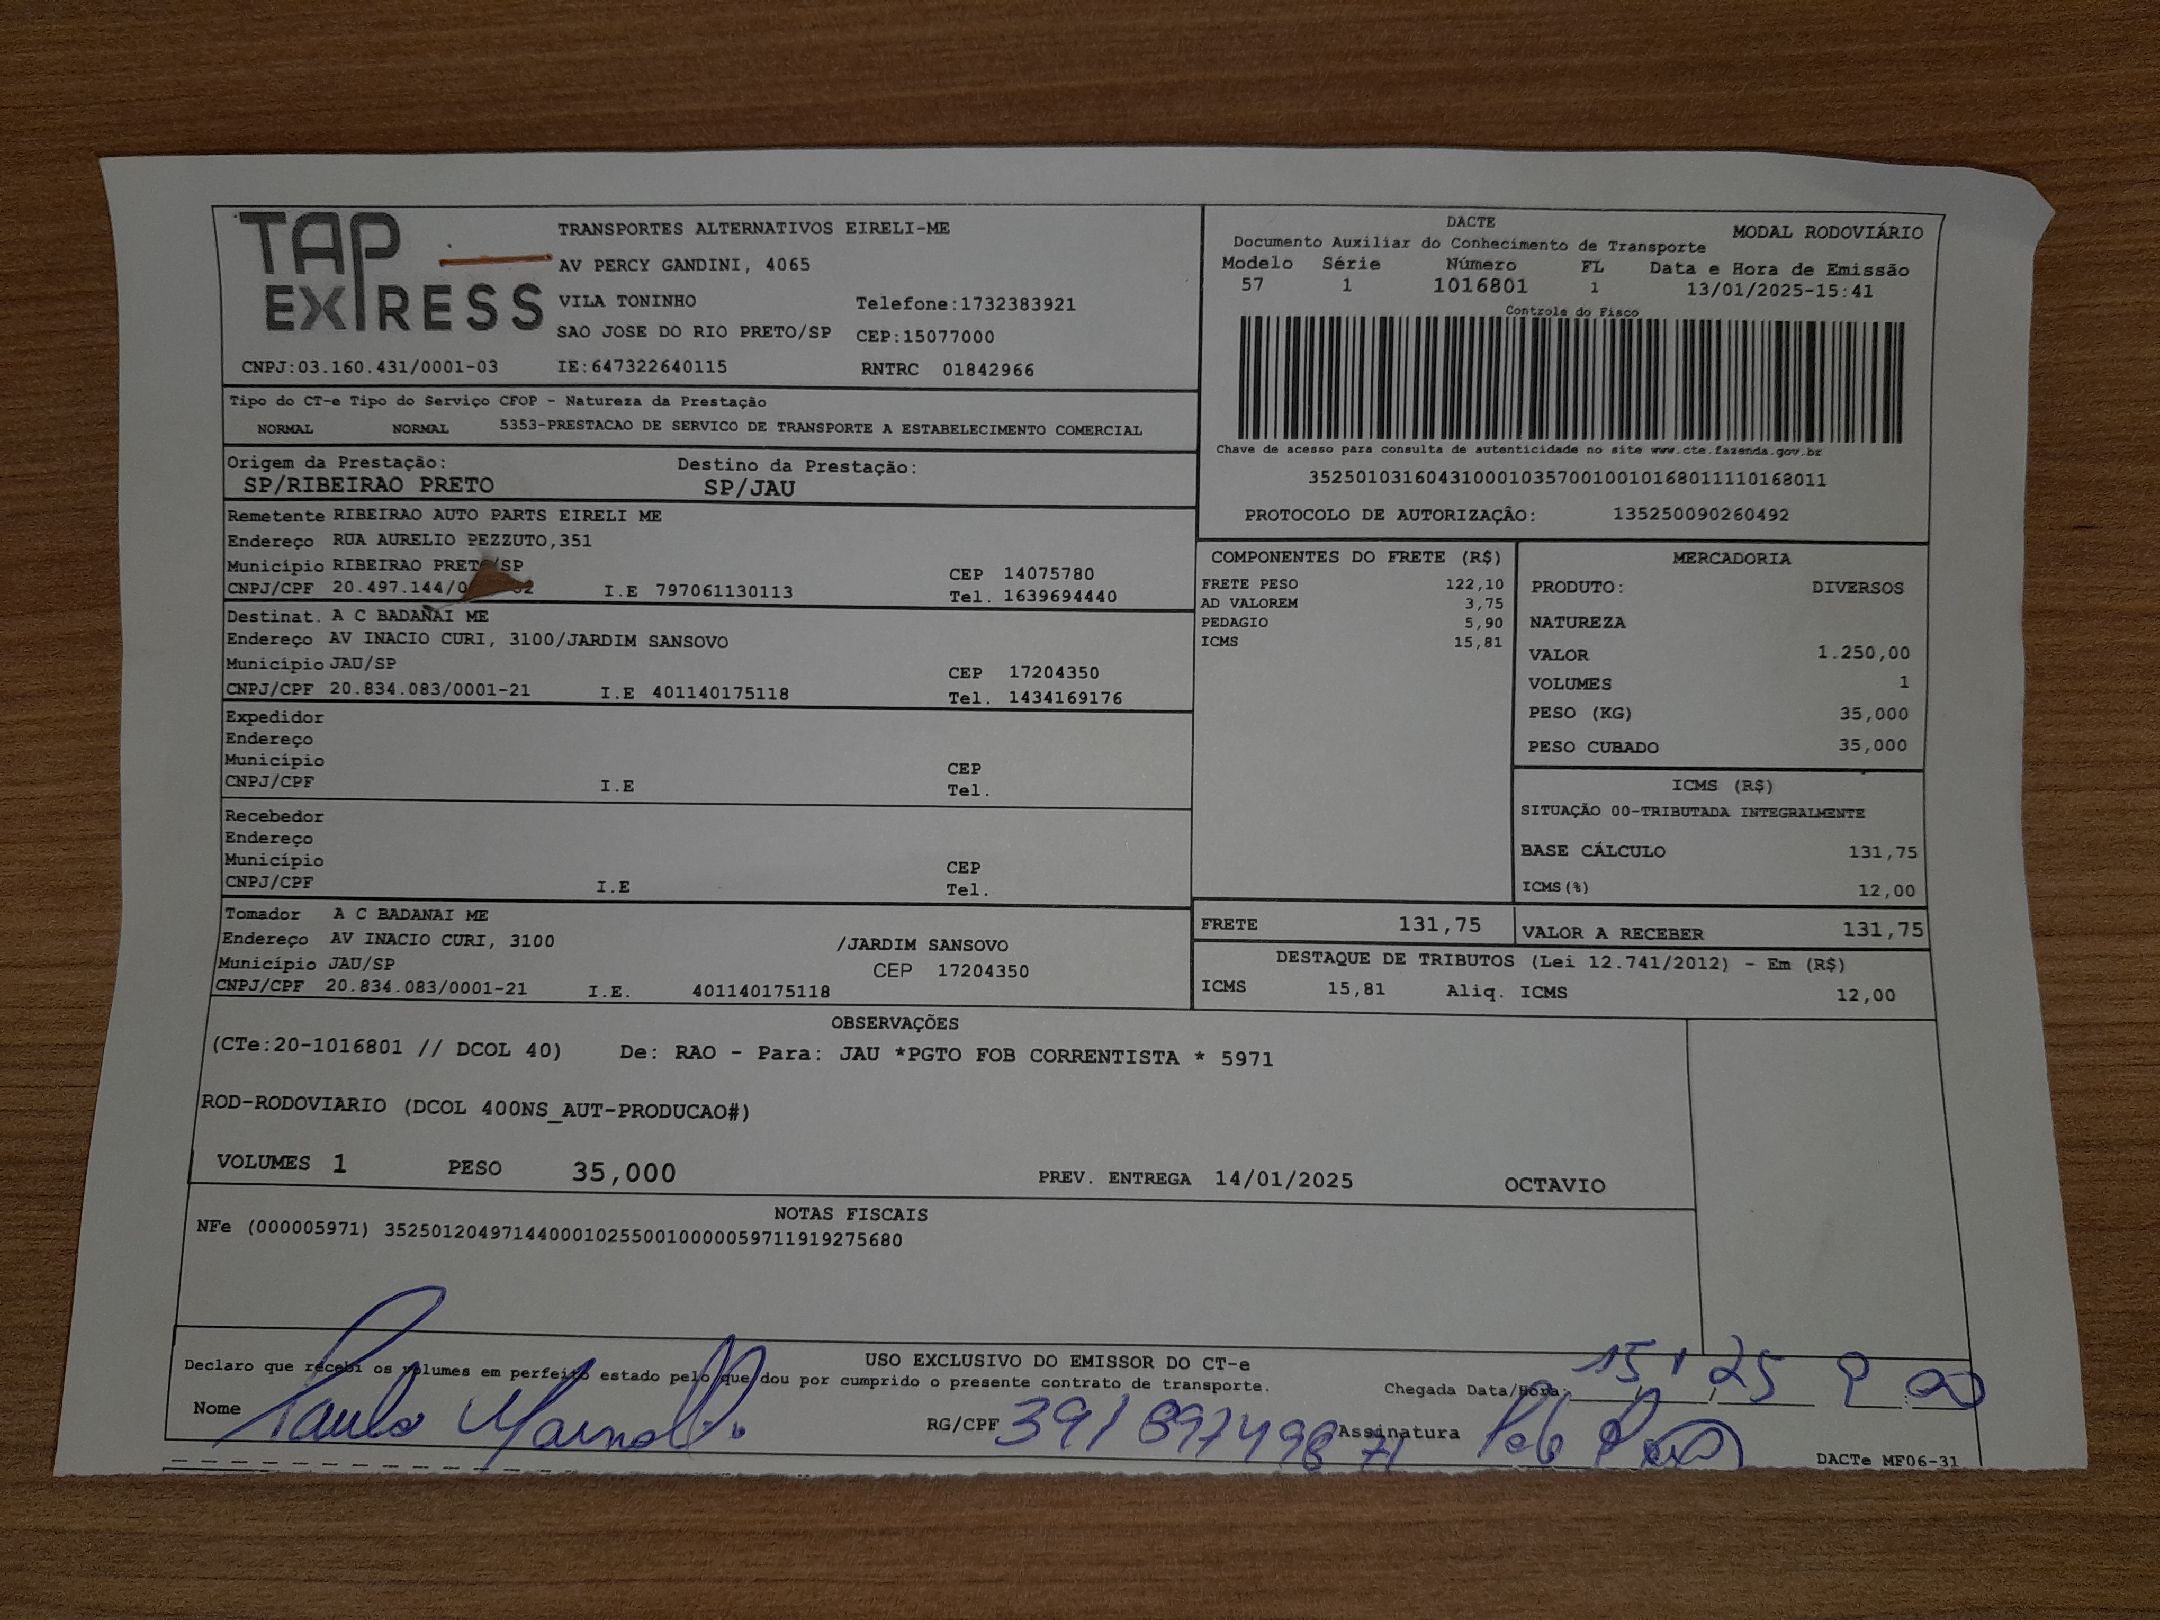 TAP EXPRESS
TRANSPORTES ALTERNATIVOS EIRELI-ME
AV PERCY GANDINI, 4065
VILA TONINHO Telefone:1732383921
SAO JOSE DO RIO PRETO/SP CEP:15077000
CNPJ:03.160.431/0001-03 IE:647322640115 RNTRC 01842966
DACTE MODAL RODOVIÁRIO
Documento Auxiliar do Conhecimento de Transporte
Modelo Série Número FL Data e Hora de Emissão
57 1 1016801 1 13/01/2025-15:41
Controle do Fisco
Chave de acesso para consulta de autenticidade no site www.cte.fazenda.gov.br
35250103160431000103570010010168011110168011
PROTOCOLO DE AUTORIZAÇÃO: 135250090260492
Tipo do CT-e Tipo do Serviço CFOP - Natureza da Prestação
NORMAL NORMAL 5353-PRESTACAO DE SERVICO DE TRANSPORTE A ESTABELECIMENTO COMERCIAL
Origem da Prestação: Destino da Prestação:
SP/RIBEIRAO PRETO SP/JAU
Remetente RIBEIRAO AUTO PARTS EIRELI ME
Endereço RUA AURELIO PEZZUTO,351
Município RIBEIRAO PRETO/SP CEP 14075780
CNPJ/CPF 20.497.144/0 02 I.E 797061130113 Tel. 1639694440
Destinat. A C BADANAI ME
Endereço AV INACIO CURI, 3100/JARDIM SANSOVO
Município JAU/SP CEP 17204350
CNPJ/CPF 20.834.083/0001-21 I.E 401140175118 Tel. 1434169176
Expedidor
Endereço
Município CEP
CNPJ/CPF I.E Tel.
Recebedor
Endereço
Município CEP
CNPJ/CPF I.E Tel.
Tomador A C BADANAI ME
Endereço AV INACIO CURI, 3100 /JARDIM SANSOVO
Município JAU/SP CEP 17204350
CNPJ/CPF 20.834.083/0001-21 I.E. 401140175118
COMPONENTES DO FRETE (R$)
FRETE PESO 122,10
AD VALOREM 3,75
PEDAGIO 5,90
ICMS 15,81
MERCADORIA
PRODUTO: DIVERSOS
NATUREZA
VALOR 1.250,00
VOLUMES 1
PESO (KG) 35,000
PESO CUBADO 35,000
ICMS (R$)
SITUAÇÃO 00-TRIBUTADA INTEGRALMENTE
BASE CÁLCULO 131,75
ICMS(%) 12,00
FRETE 131,75 VALOR A RECEBER 131,75
DESTAQUE DE TRIBUTOS (Lei 12.741/2012) - Em (R$)
ICMS 15,81 Aliq. ICMS 12,00
OBSERVAÇÕES
(CTe:20-1016801 // DCOL 40) De: RAO - Para: JAU *PGTO FOB CORRENTISTA * 5971
ROD-RODOVIARIO (DCOL 400NS_AUT-PRODUCAO#)
VOLUMES 1 PESO 35,000 PREV. ENTREGA 14/01/2025 OCTAVIO
NOTAS FISCAIS
NFe (000005971) 35250120497144000102550010000059711919275680
USO EXCLUSIVO DO EMISSOR DO CT-e
Declaro que recebi os volumes em perfeito estado pelo que dou por cumprido o presente contrato de transporte.
Chegada Data/Hora: 15 1 25
Nome Paulo RG/CPF Assinatura
DACTe MF06-31